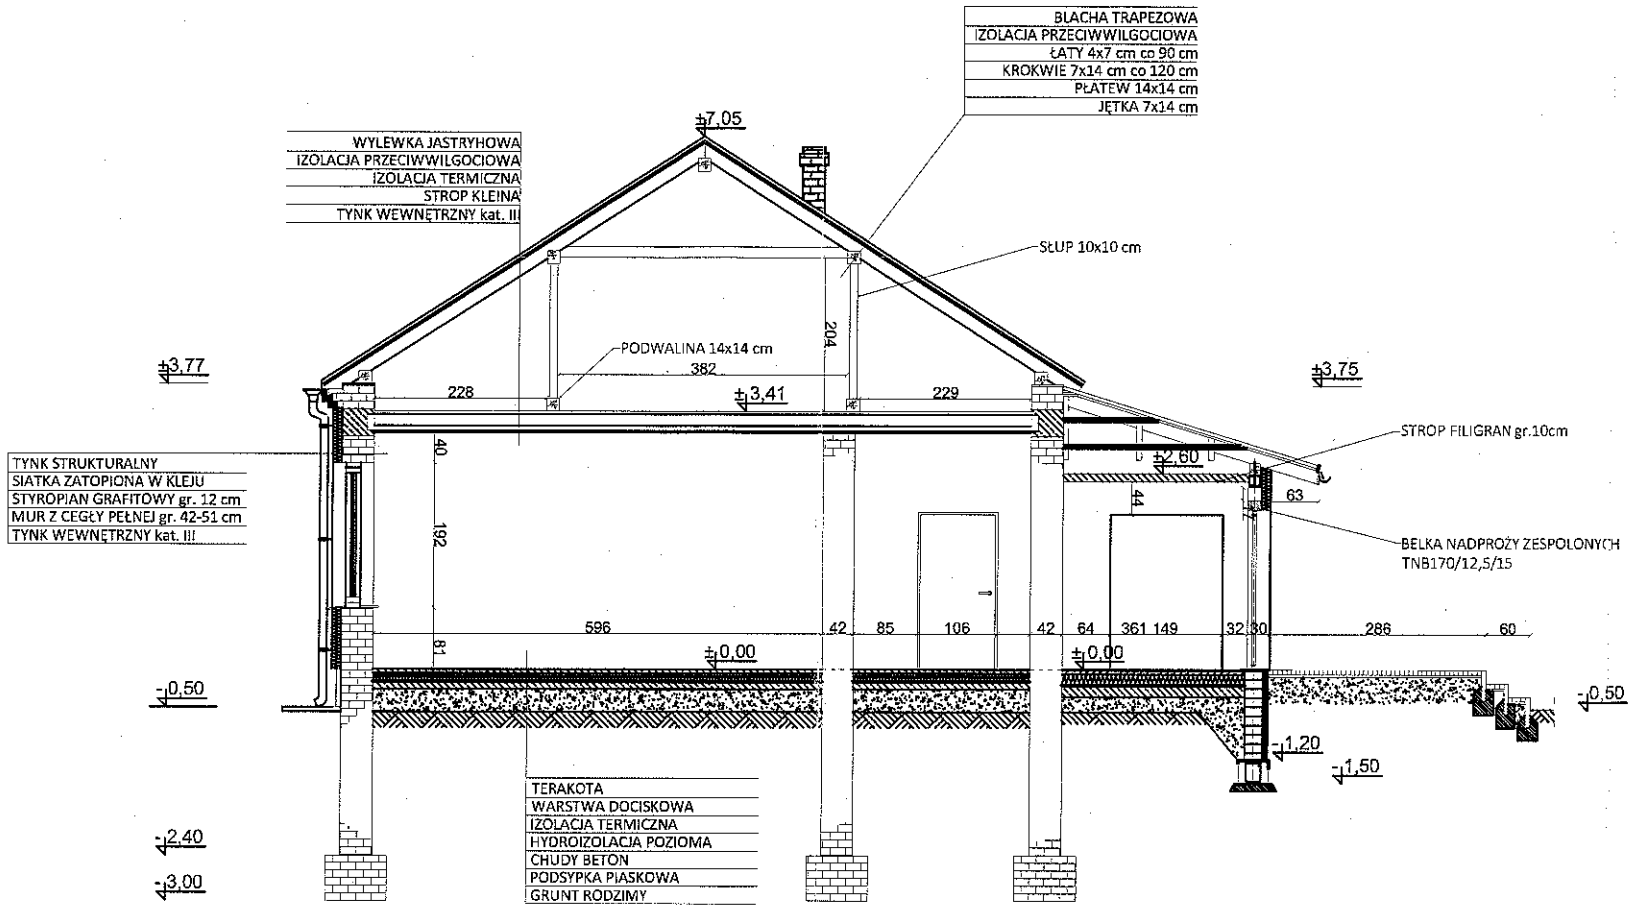 BLACHA TRAPEZOWA
IZOLACJA PRZECIWWILGOCIOWA
ŁATY 4x7 cm co 90 cm
KROKWIE 7x14 cm co 120 cm
PŁATEW 14x14 cm
JĘTKA 7x14 cm
±7,05
WYLEWKA JASTRYHOWA
IZOLACJA PRZECIWWILGOCIOWA
IZOLACJA TERMICZNA
STROP KLEINA
TYNK WEWNĘTRZNY kat. III
SŁUP 10x10 cm
204
PODWALINA 14x14 cm
382
±3,77
±3,75
228
±3,41
229
STROP FILIGRAN gr.10cm
±2,60
63
44
40
TYNK STRUKTURALNY
SIATKA ZATOPIONA W KLEJU
STYROPIAN GRAFITOWY gr. 12 cm
MUR Z CEGŁY PEŁNEJ gr. 42-51 cm
TYNK WEWNĘTRZNY kat. III
192
BELKA NADPROŻY ZESPOLONYCH
TNB170/12,5/15
596 42 85 106 42 64 361 149 32 30 286 60
81
±0,00
±0,00
-0,50
-0,50
-1,20
-1,50
TERAKOTA
WARSTWA DOCISKOWA
IZOLACJA TERMICZNA
HYDROIZOLACJA POZIOMA
CHUDY BETON
PODSYPKA PIASKOWA
GRUNT RODZIMY
-2,40
-3,00